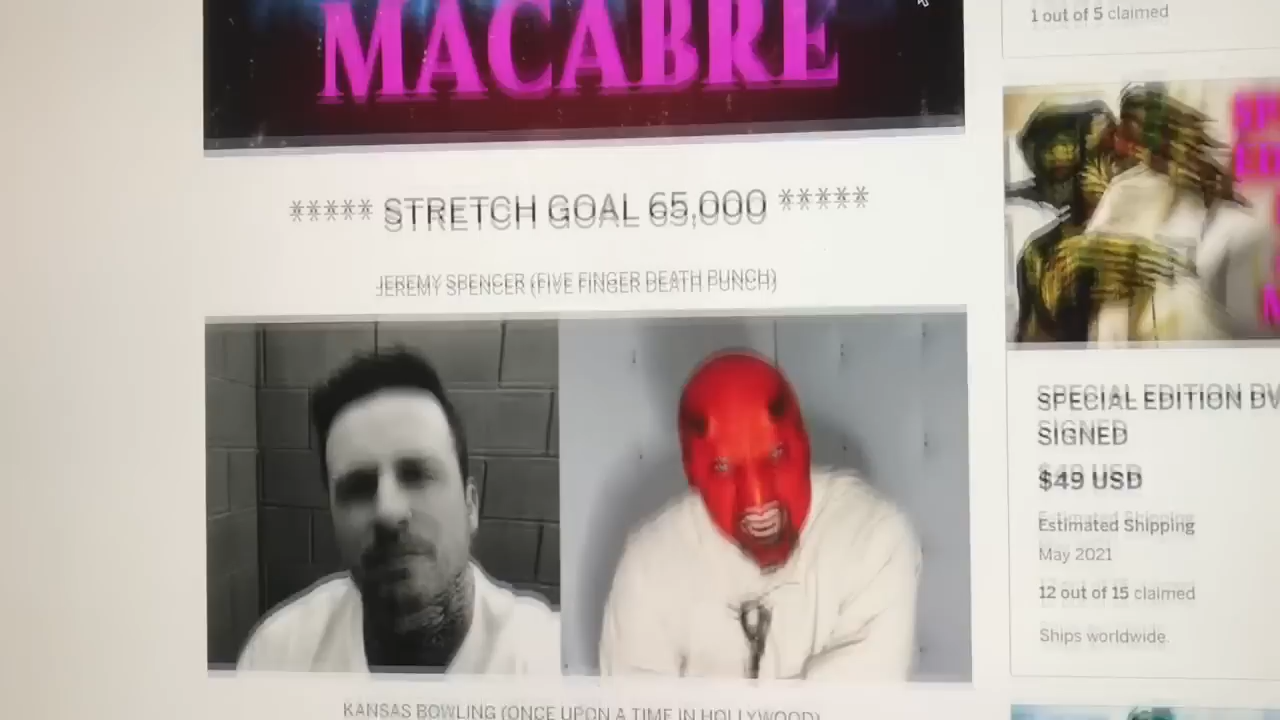 MACABRE
***** STRETCH GOAL 65,000 *****
JEREMY SPENCER (FIVE FINGER DEATH PUNCH)
KANSAS BOWLING (ONCE UPON A TIME IN HOLLYWOOD)
1 out of 5 claimed
SPECIAL EDITION DV
SIGNED
$49 USD
Estimated Shipping
May 2021
12 out of 15 claimed
Ships worldwide.